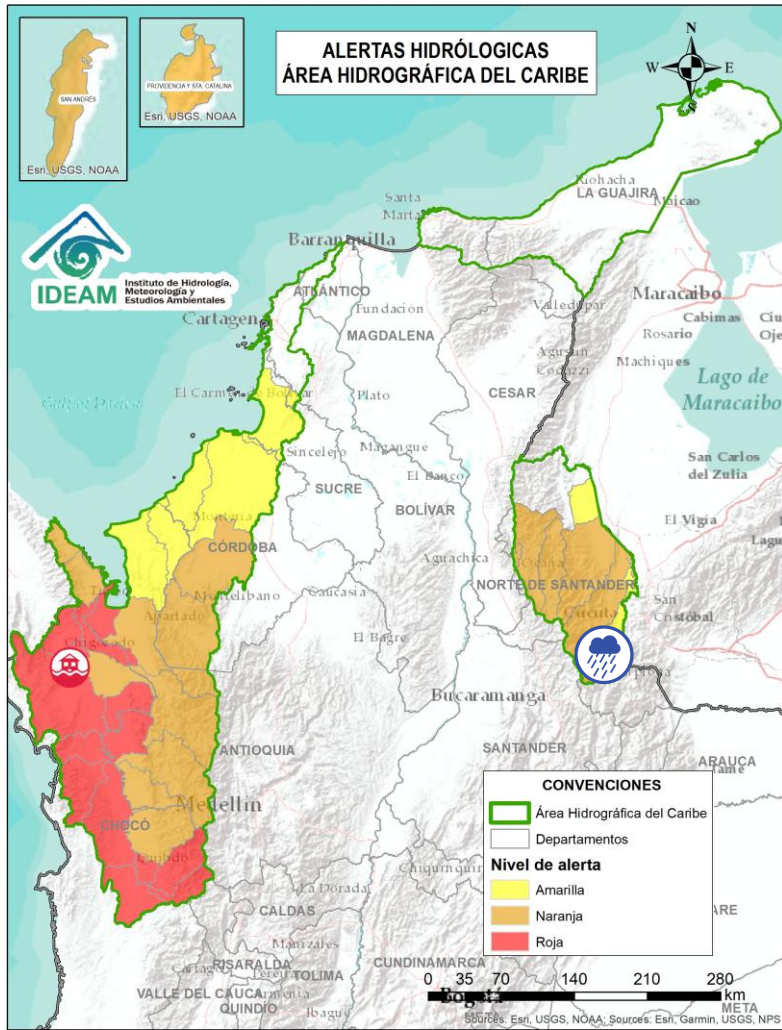 ALERTAS HIDRÓLOGICAS
ÁREA HIDROGRÁFICA DEL CARIBE
N
W
E
S
SAN ANDRÉS
PROVIDENCIA Y STA. CATALINA
Esri, USGS, NOAA
Esri, USGS, NOAA
IDEAM
Instituto de Hidrología,
Meteorología y
Estudios Ambientales
Riohacha
LA GUAJIRA
Maicao
Santa
Marta
Barranquilla
ATLÁNTICO
Cartagena
Fundación
MAGDALENA
Valledupar
Maracaibo
Cabimas
Rosario
Machiques
Agustín
Codazzi
CESAR
Lago de
Maracaibo
El Carmen de Bolívar
Plato
Sincelejo
Magangue
El Banco
SUCRE
BOLÍVAR
San Carlos
del Zulia
El Vigía
Montería
CÓRDOBA
Montelibano
Caucasia
Aguachica
Ocaña
NORTE DE SANTANDER
Cúcuta
San
Cristóbal
Apartado
Chigorodo
El Bagre
Bucaramanga
SANTANDER
ARAUCA
ANTIOQUIA
Medellín
CHOCÓ
Quibdo
La Dorada
CALDAS
Manizales
RISARALDA
Pereira
TOLIMA
CUNDINAMARCA
VALLE DEL CAUCA
Armenia
QUINDÍO
Ibague
Bogotá
META
META
CONVENCIONES
Área Hidrográfica del Caribe
Departamentos
Nivel de alerta
Amarilla
Naranja
Roja
0 35 70 140 210 280
km
Sources: Esri, USGS, NOAA; Sources: Esri, Garmin, USGS, NPS